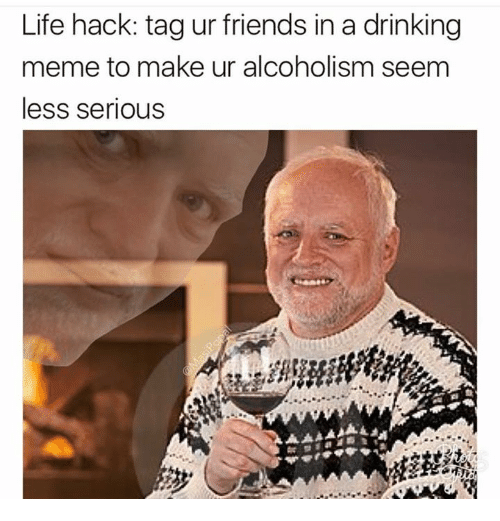 Life hack: tag ur friends in a drinking
meme to make ur alcoholism seem
less serious